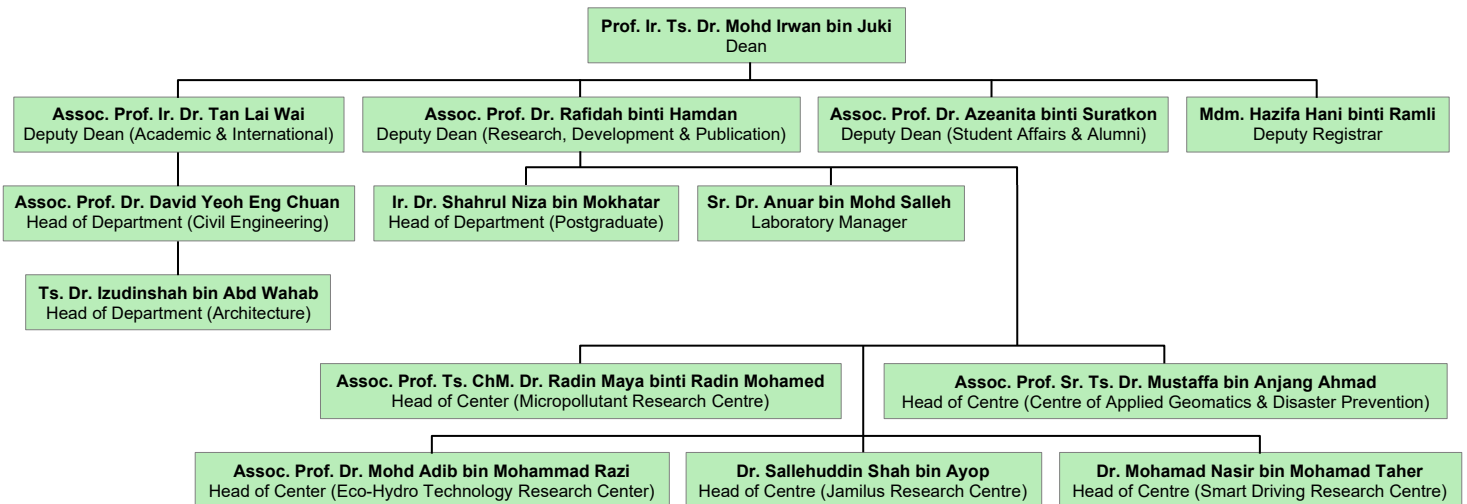 Prof. Ir. Ts. Dr. Mohd Irwan bin Juki
Dean
Assoc. Prof. Ir. Dr. Tan Lai Wai
Deputy Dean (Academic & International)
Assoc. Prof. Dr. Rafidah binti Hamdan
Deputy Dean (Research, Development & Publication)
Assoc. Prof. Dr. Azeanita binti Suratkon
Deputy Dean (Student Affairs & Alumni)
Mdm. Hazifa Hani binti Ramli
Deputy Registrar
Assoc. Prof. Dr. David Yeoh Eng Chuan
Head of Department (Civil Engineering)
Ir. Dr. Shahrul Niza bin Mokhatar
Head of Department (Postgraduate)
Sr. Dr. Anuar bin Mohd Salleh
Laboratory Manager
Ts. Dr. Izudinshah bin Abd Wahab
Head of Department (Architecture)
Assoc. Prof. Ts. ChM. Dr. Radin Maya binti Radin Mohamed
Head of Center (Micropollutant Research Centre)
Assoc. Prof. Sr. Ts. Dr. Mustaffa bin Anjang Ahmad
Head of Centre (Centre of Applied Geomatics & Disaster Prevention)
Assoc. Prof. Dr. Mohd Adib bin Mohammad Razi
Head of Center (Eco-Hydro Technology Research Center)
Dr. Sallehuddin Shah bin Ayop
Head of Centre (Jamilus Research Centre)
Dr. Mohamad Nasir bin Mohamad Taher
Head of Centre (Smart Driving Research Centre)